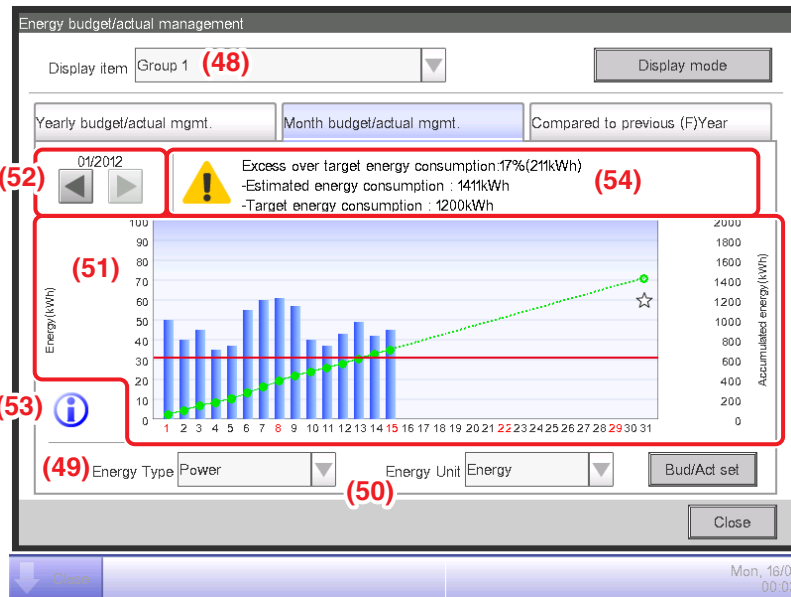 Energy budget/actual management
Display item Group 1 (48) Display mode
Yearly budget/actual mgmt. Month budget/actual mgmt. Compared to previous (F)Year
(52) 01/2012
Excess over target energy consumption:17%(211kWh)
-Estimated energy consumption : 1411kWh
-Target energy consumption : 1200kWh
(54)
(51)
Energy(kWh)
100
90
80
70
60
50
40
30
20
10
0
2000
1800
1600
1400
1200
1000
800
600
400
200
0
Accumulated energy(kWh)
1 2 3 4 5 6 7 8 9 10 11 12 13 14 15 16 17 18 19 20 21 22 23 24 25 26 27 28 29 30 31
(53)
(49) Energy Type Power (50) Energy Unit Energy Bud/Act set
Close
Clean
Mon, 16/0
00:0